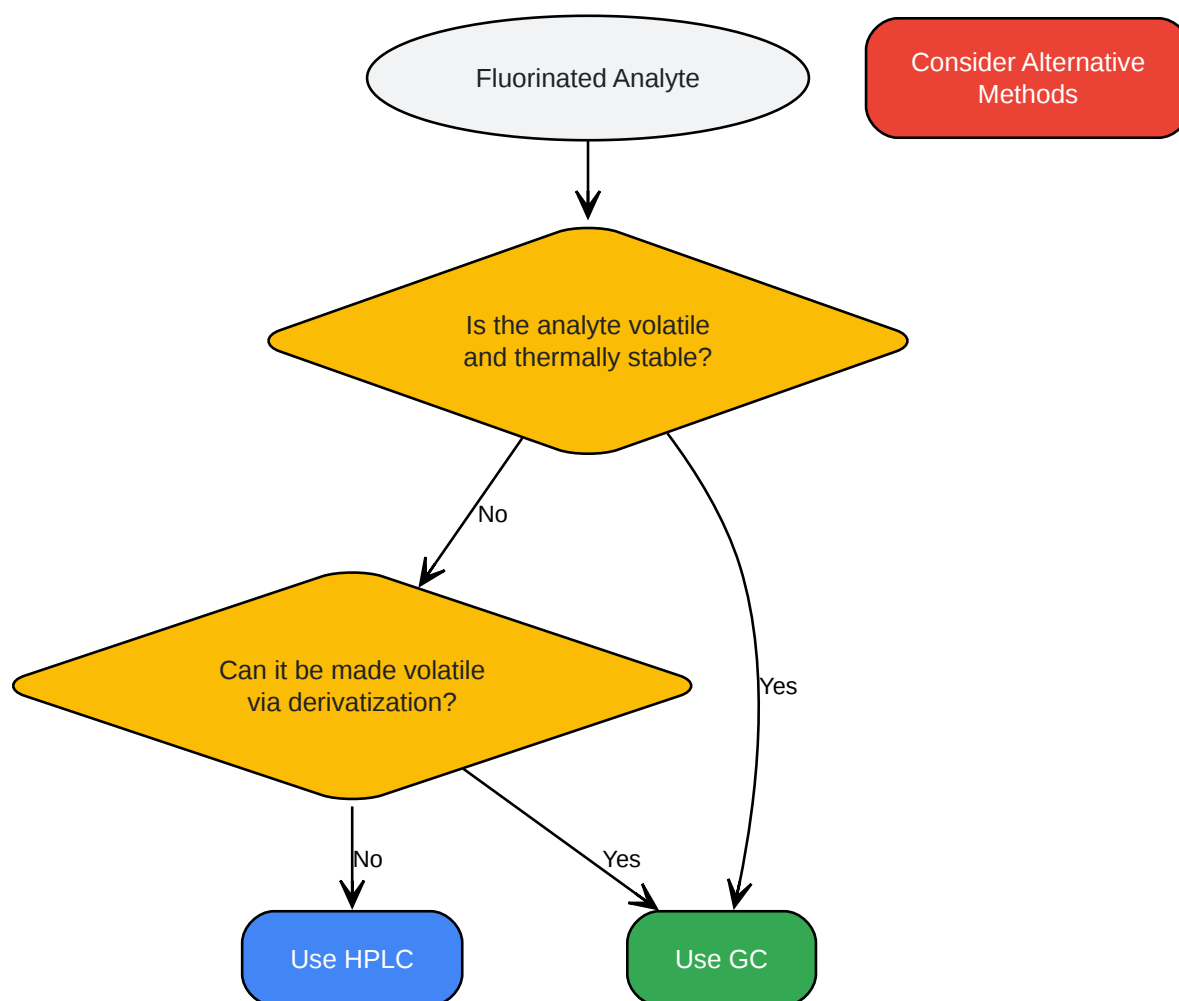 Fluorinated Analyte
Consider Alternative
Methods
Is the analyte volatile
and thermally stable?
No
Can it be made volatile
via derivatization?
Yes
No
Yes
Use HPLC
Use GC